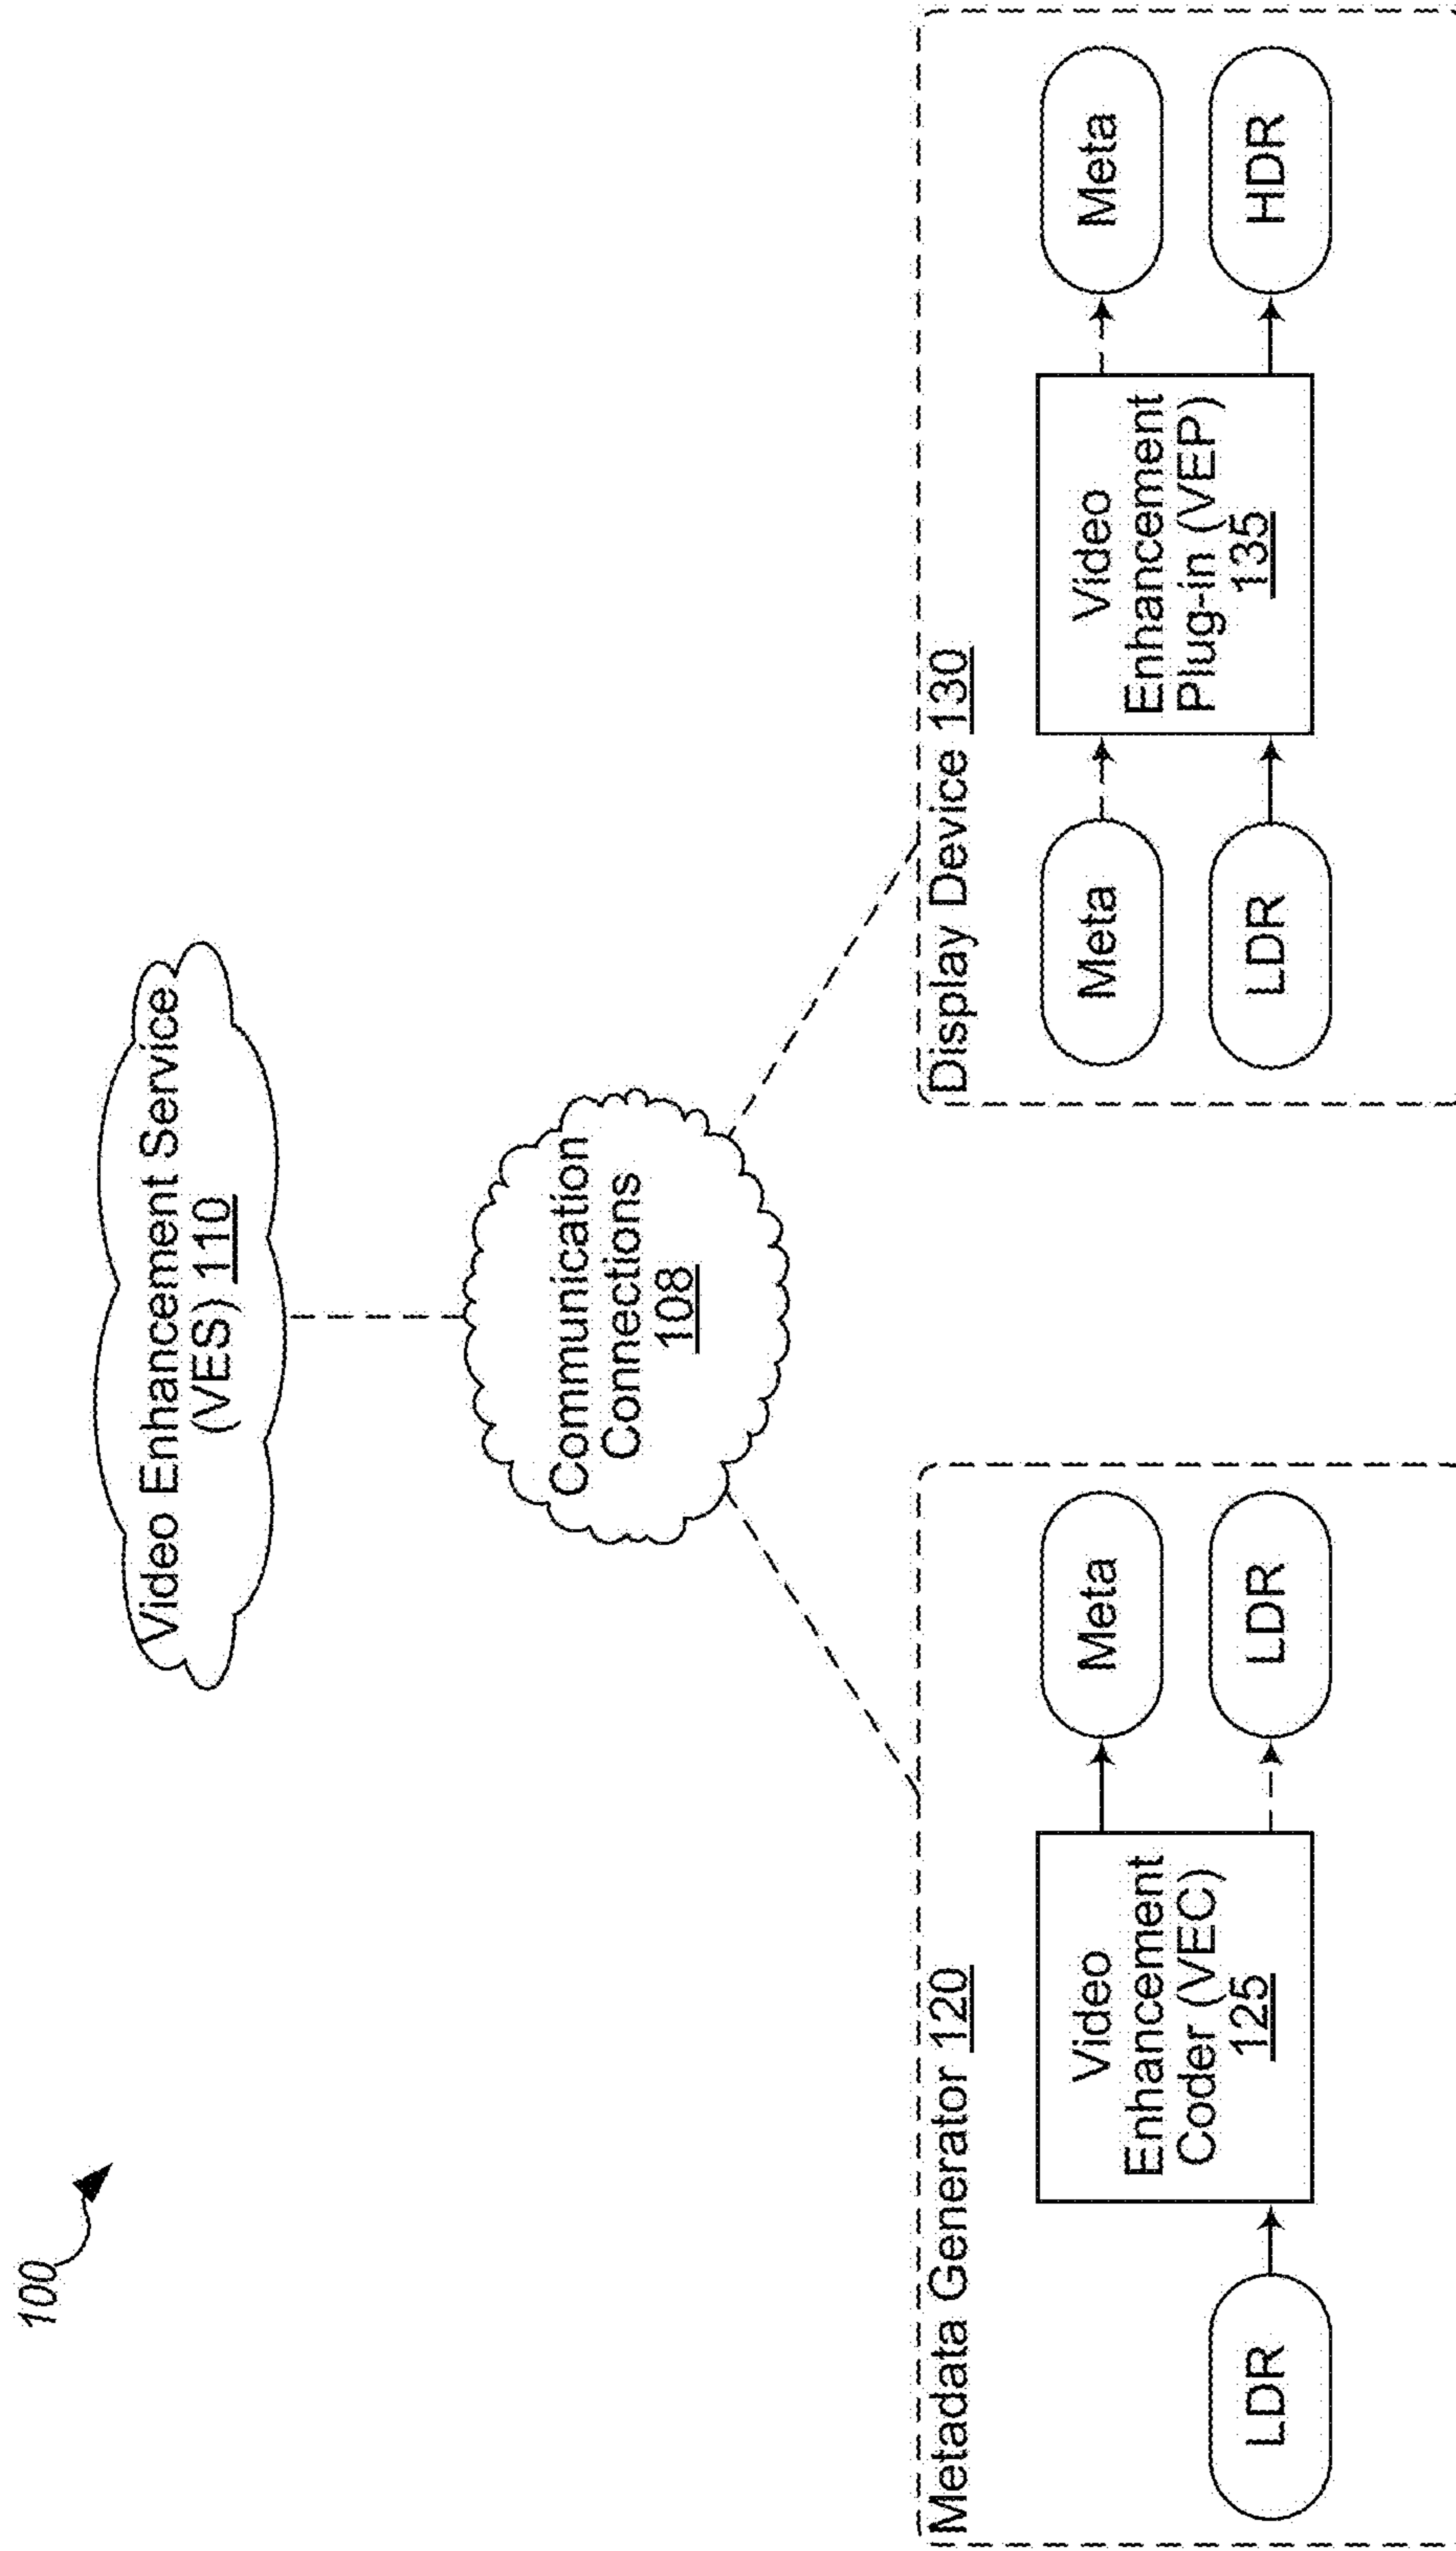 100
Video Enhancement Service
(VES) 110
Communication
Connections
108
Metadata Generator 120
LDR
Video
Enhancement
Coder (VEC)
125
Meta
LDR
Display Device 130
Meta
LDR
Video
Enhancement
Plug-in (VEP)
135
Meta
HDR